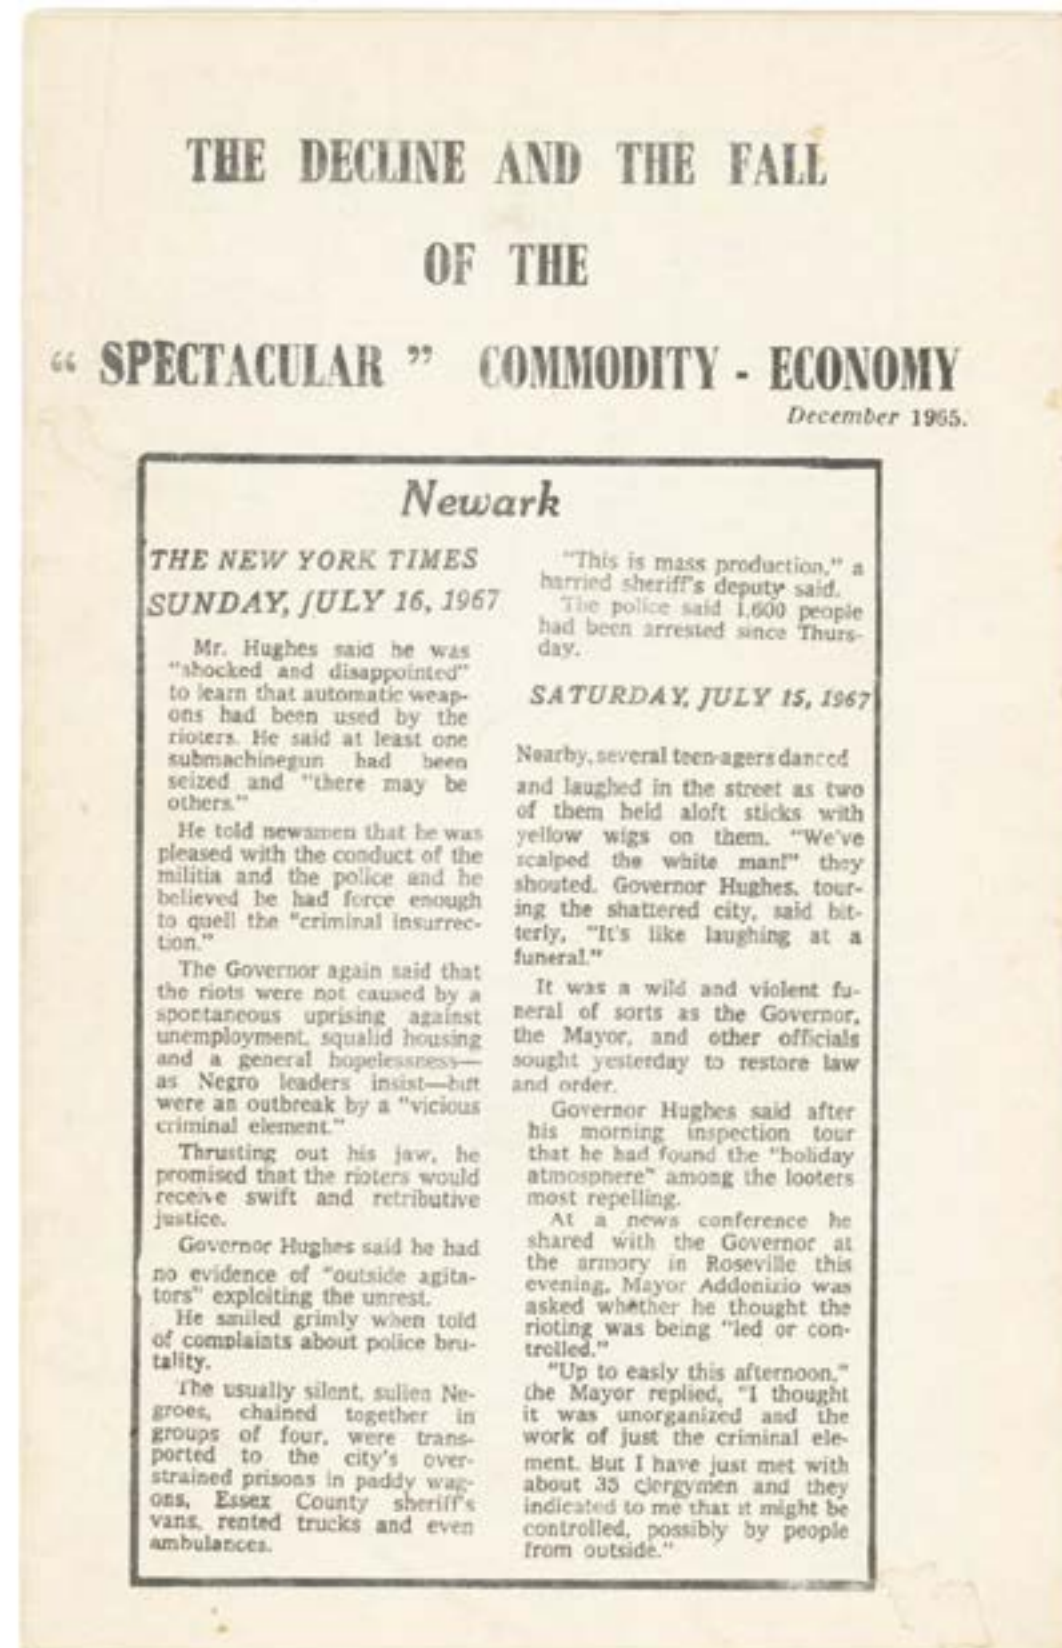 THE DECLINE AND THE FALL
OF THE
“ SPECTACULAR ” COMMODITY - ECONOMY
December 1965.
Newark
THE NEW YORK TIMES
SUNDAY, JULY 16, 1967
Mr. Hughes said he was
"shocked and disappointed"
to learn that automatic weap-
ons had been used by the
rioters. He said at least one
submachinegun had been
seized and "there may be
others."
He told newsmen that he was
pleased with the conduct of the
militia and the police and he
believed he had force enough
to quell the "criminal insurrec-
tion."
The Governor again said that
the riots were not caused by a
spontaneous uprising against
unemployment, squalid housing
and a general hopelessness—
as Negro leaders insist—but
were an outbreak by a "vicious
criminal element."
Thrusting out his jaw, he
promised that the rioters would
receive swift and retributive
justice.
Governor Hughes said he had
no evidence of "outside agita-
tors" exploiting the unrest.
He smiled grimly when told
of complaints about police bru-
tality.
The usually silent, sullen Ne-
groes, chained together in
groups of four, were trans-
ported to the city's over-
strained prisons in paddy wag-
ons, Essex County sheriff's
vans, rented trucks and even
ambulances.
"This is mass production," a
harried sheriff's deputy said.
The police said 1,600 people
had been arrested since Thurs-
day.
SATURDAY, JULY 15, 1967
Nearby, several teen-agers danced
and laughed in the street as two
of them held aloft sticks with
yellow wigs on them. "We've
scalped the white man!" they
shouted. Governor Hughes, tour-
ing the shattered city, said bit-
terly, "It's like laughing at a
funeral."
It was a wild and violent fu-
neral of sorts as the Governor,
the Mayor, and other officials
sought yesterday to restore law
and order.
Governor Hughes said after
his morning inspection tour
that he had found the "holiday
atmosphere" among the looters
most repelling.
At a news conference he
shared with the Governor at
the armory in Roseville this
evening, Mayor Addonizio was
asked whether he thought the
rioting was being "led or con-
trolled."
"Up to easly this afternoon,"
the Mayor replied, "I thought
it was unorganized and the
work of just the criminal ele-
ment. But I have just met with
about 35 clergymen and they
indicated to me that it might be
controlled, possibly by people
from outside."